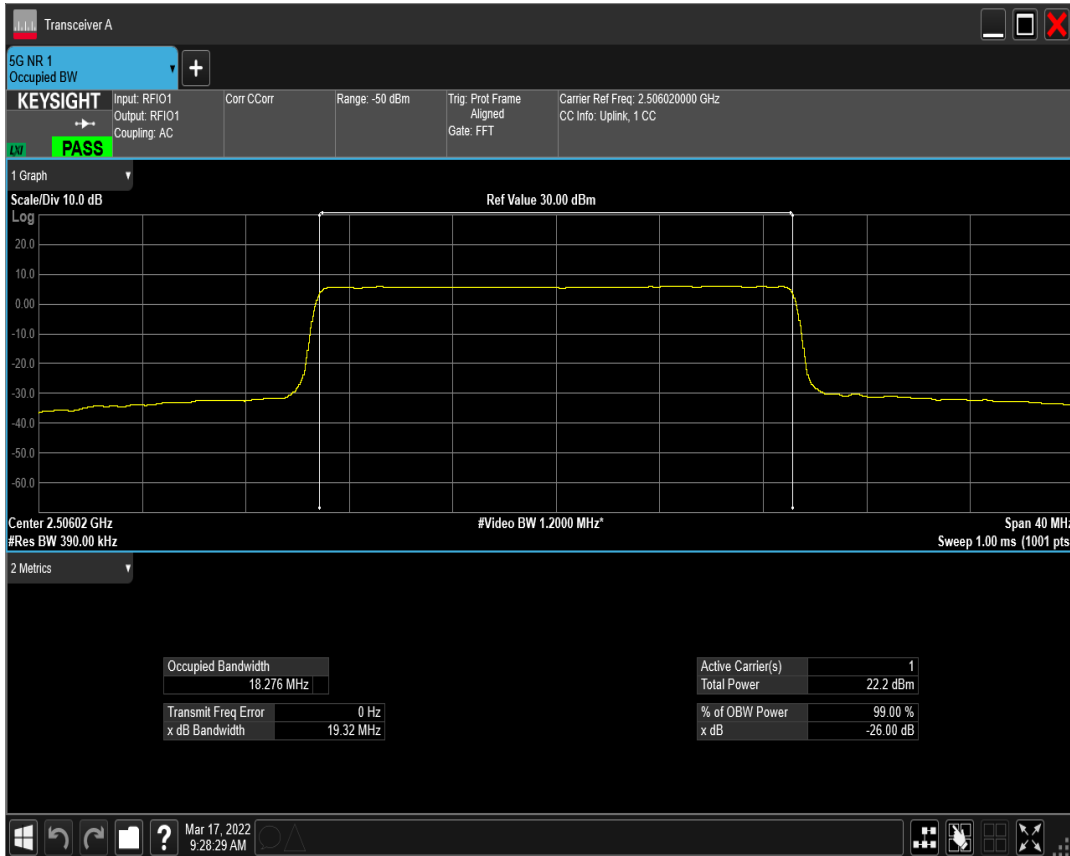 Transceiver A
5G NR 1
Occupied BW
KEYSIGHT
LXI
PASS
Input: RFIO1
Output: RFIO1
Coupling: AC
Corr CCorr
Range: -50 dBm
Trig: Prot Frame
Aligned
Gate: FFT
Carrier Ref Freq: 2.506020000 GHz
CC Info: Uplink, 1 CC
1 Graph
Scale/Div 10.0 dB
Ref Value 30.00 dBm
Log
20.0
10.0
0.00
-10.0
-20.0
-30.0
-40.0
-50.0
-60.0
Center 2.50602 GHz
#Video BW 1.2000 MHz*
Span 40 MHz
#Res BW 390.00 kHz
Sweep 1.00 ms (1001 pts
2 Metrics
Occupied Bandwidth
18.276 MHz
Transmit Freq Error 0 Hz
x dB Bandwidth 19.32 MHz
Active Carrier(s) 1
Total Power 22.2 dBm
% of OBW Power 99.00 %
x dB -26.00 dB
?
Mar 17, 2022
9:28:29 AM